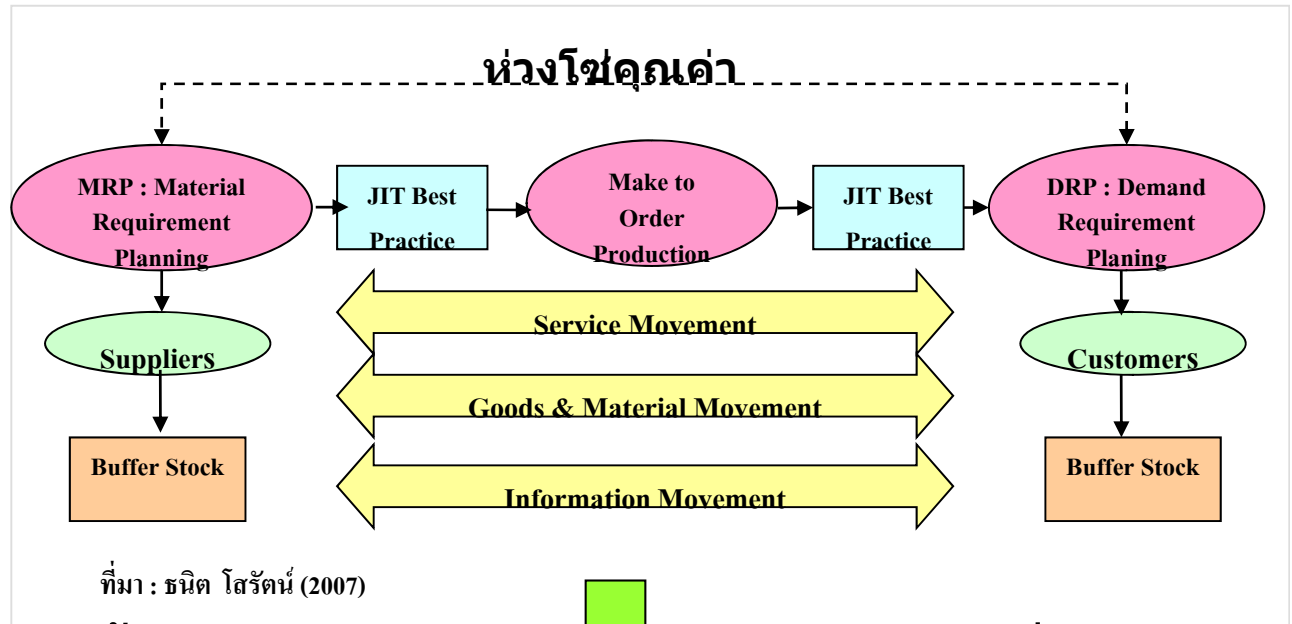 ห่วงโซ่คุณค่า
MRP : Material
Requirement
Planning
JIT Best
Practice
Make to
Order
Production
JIT Best
Practice
DRP : Demand
Requirement
Planing
Service Movement
Suppliers
Customers
Goods & Material Movement
Buffer Stock
Buffer Stock
Information Movement
ที่มา : ธนิต โสรัตน์ (2007)